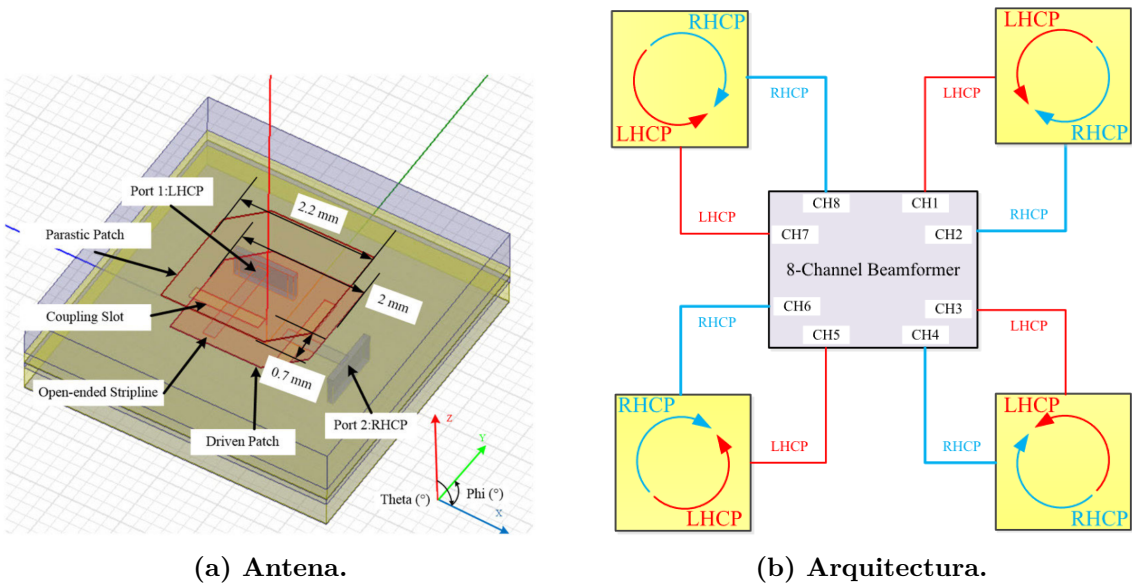 Port 1:LHCP
2.2 mm
Parastic Patch
2 mm
Coupling Slot
0.7 mm
Open-ended Stripline
Port 2:RHCP
Driven Patch
Z
Y
X
Theta (°)
Phi (°)
(a) Antena.
RHCP
LHCP
RHCP
LHCP
LHCP
RHCP
LHCP
RHCP
CH8
CH1
CH7
CH2
8-Channel Beamformer
CH6
CH3
CH5
CH4
RHCP
LHCP
RHCP
LHCP
LHCP
RHCP
LHCP
RHCP
(b) Arquitectura.